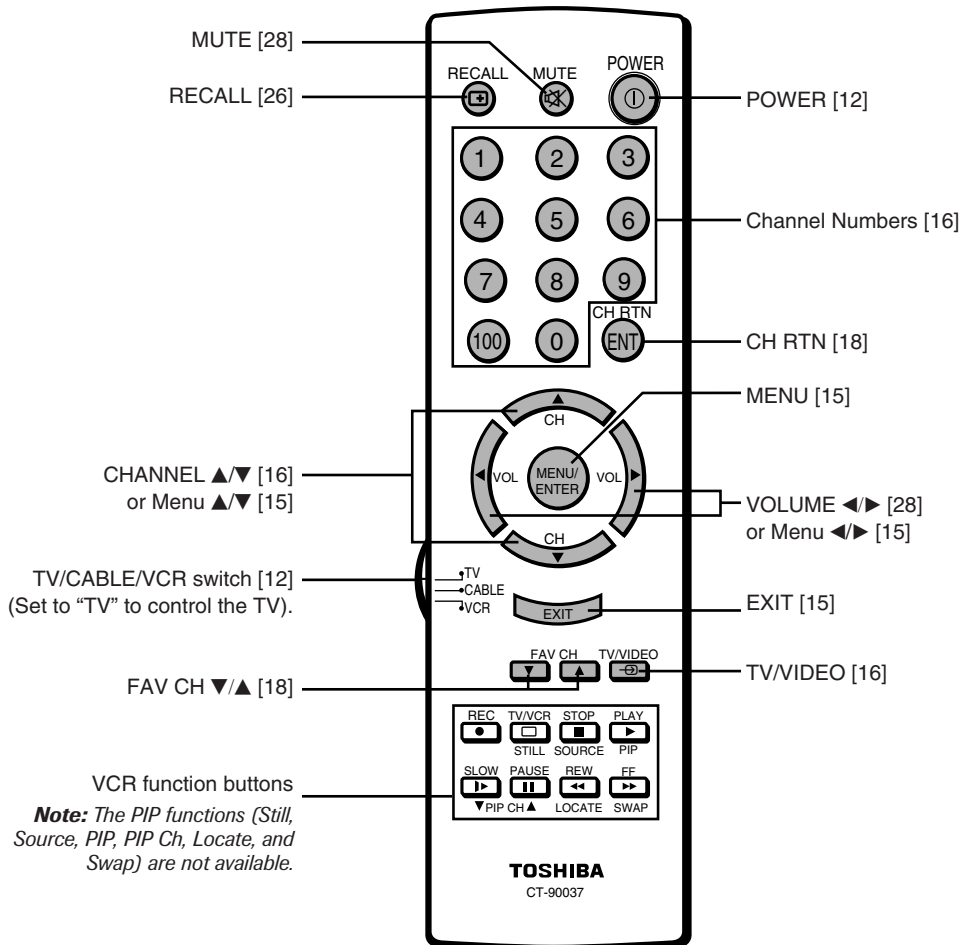 MUTE [28]
RECALL [26]
POWER [12]
Channel Numbers [16]
CH RTN [18]
MENU [15]
CHANNEL ▲/▼ [16]
or Menu ▲/▼ [15]
VOLUME ◄/► [28]
or Menu ◄/► [15]
TV/CABLE/VCR switch [12]
(Set to “TV” to control the TV).
EXIT [15]
TV/VIDEO [16]
FAV CH ▼/▲ [18]
VCR function buttons
Note: The PIP functions (Still,
Source, PIP, PIP Ch, Locate, and
Swap) are not available.
RECALL MUTE POWER
1 2 3
4 5 6
7 8 9
CH RTN
100 0 ENT
▲
CH
◄ VOL MENU/ VOL ►
ENTER
CH
▼
TV
CABLE
VCR
EXIT
FAV CH TV/VIDEO
▼ ▲
REC TV/VCR STOP PLAY
STILL SOURCE PIP
SLOW PAUSE REW FF
▼PIP CH▲ LOCATE SWAP
TOSHIBA
CT-90037